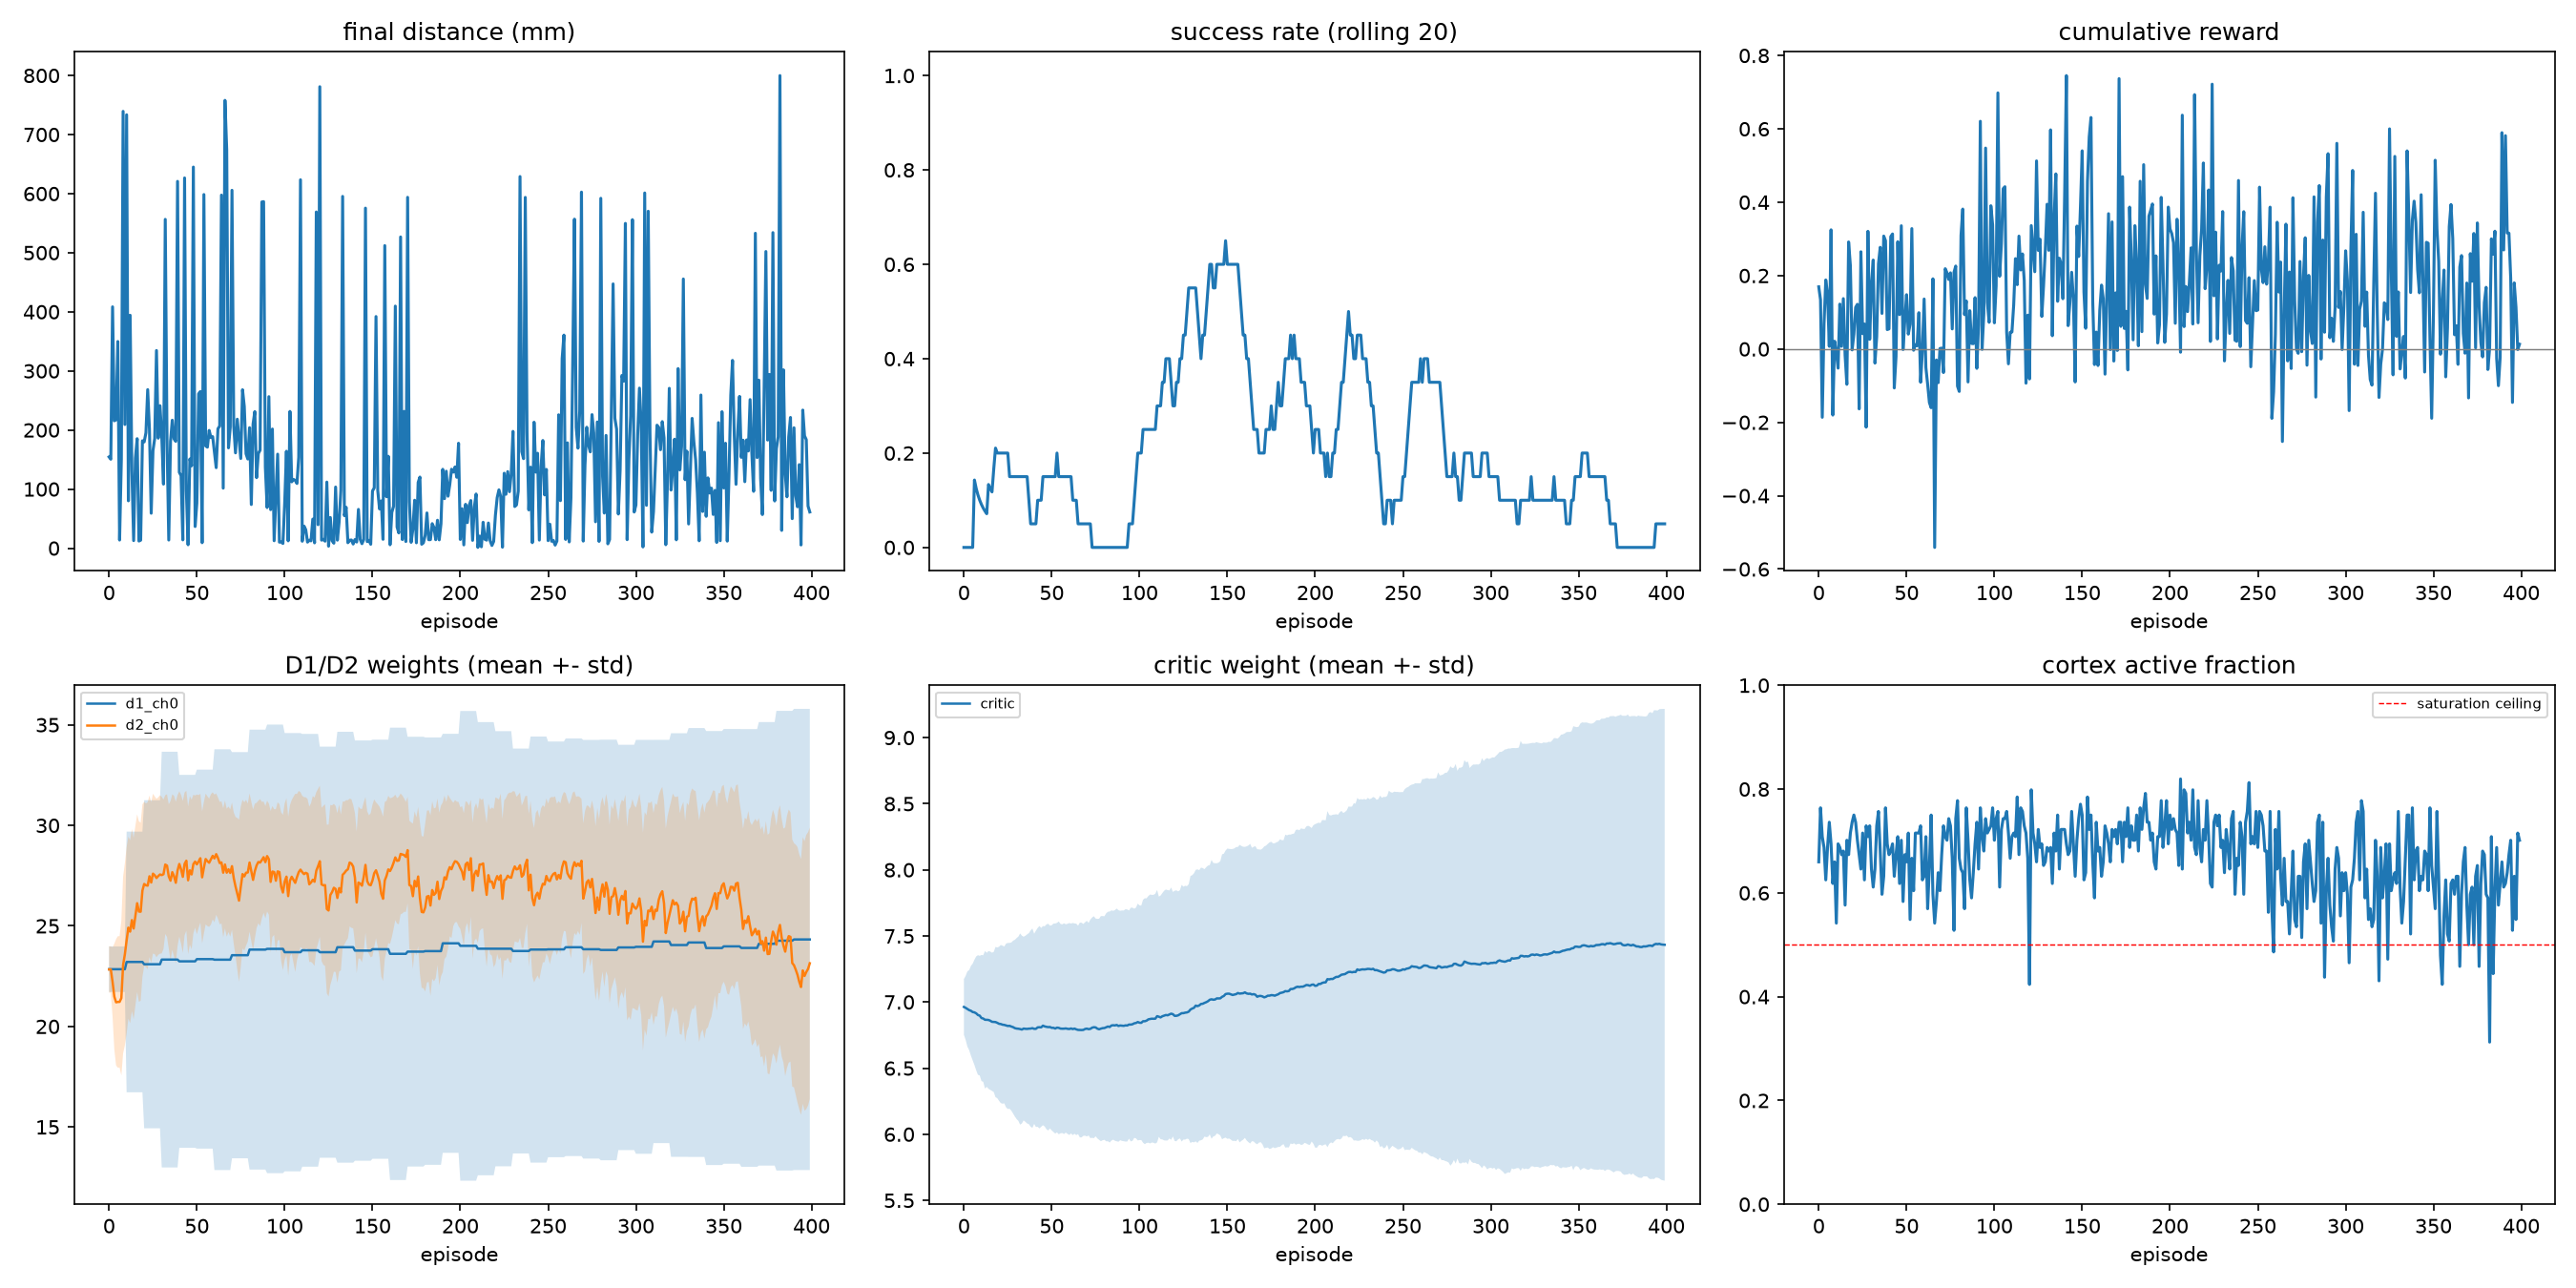 final distance (mm)
800
700
600
500
400
300
200
100
0
0 50 100 150 200 250 300 350 400
episode
success rate (rolling 20)
1.0
0.8
0.6
0.4
0.2
0.0
0 50 100 150 200 250 300 350 400
episode
cumulative reward
0.8
0.6
0.4
0.2
0.0
−0.2
−0.4
−0.6
0 50 100 150 200 250 300 350 400
episode
D1/D2 weights (mean +- std)
d1_ch0
d2_ch0
35
30
25
20
15
0 50 100 150 200 250 300 350 400
episode
critic weight (mean +- std)
critic
9.0
8.5
8.0
7.5
7.0
6.5
6.0
5.5
0 50 100 150 200 250 300 350 400
episode
cortex active fraction
saturation ceiling
1.0
0.8
0.6
0.4
0.2
0.0
0 50 100 150 200 250 300 350 400
episode